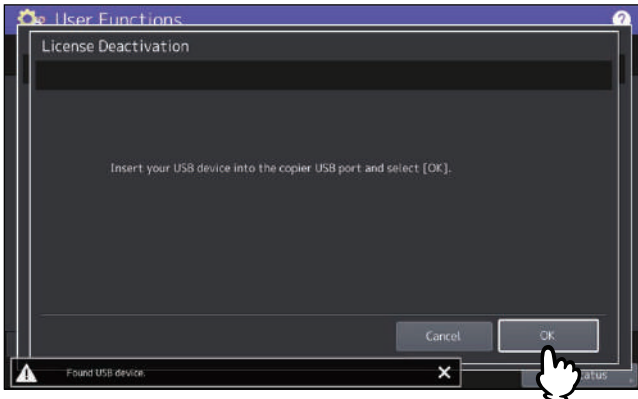 User Functions
?
License Deactivation
Insert your USB device into the copier USB port and select [OK].
Cancel
OK
Found USB device.
atus